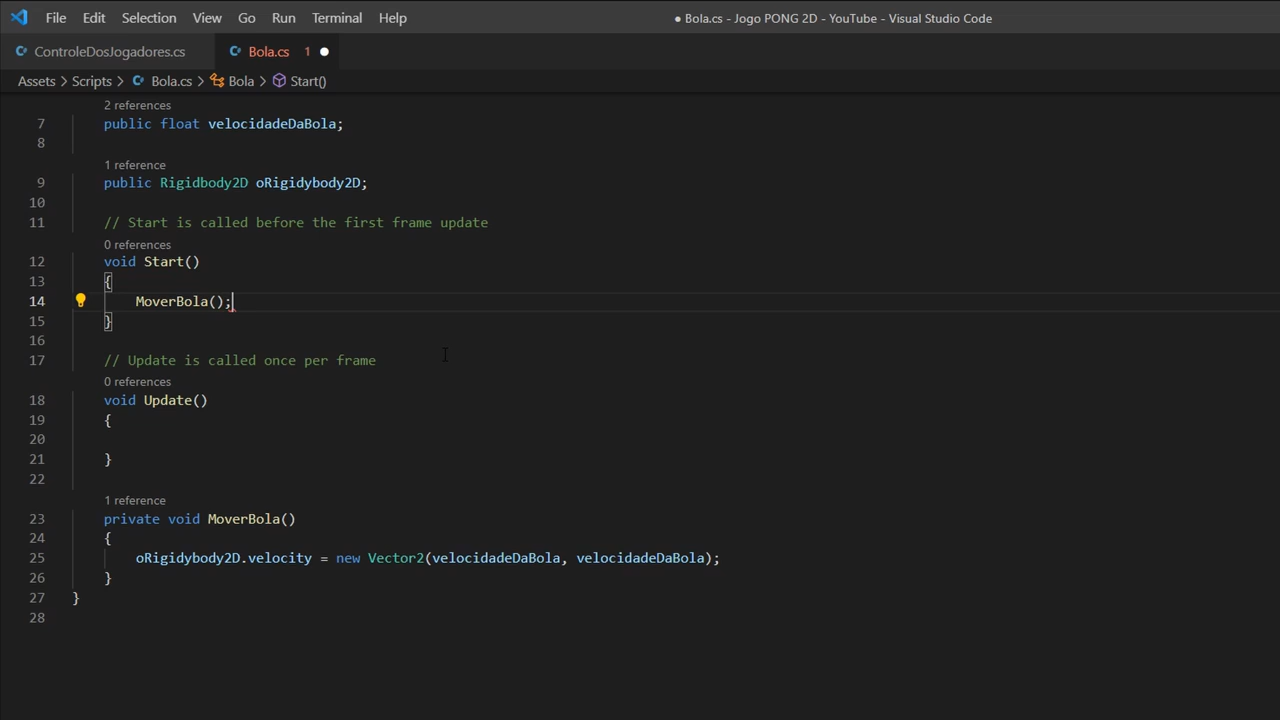 File Edit Selection View Go Run Terminal Help ● Bola.cs - Jogo PONG 2D - YouTube - Visual Studio Code
ControleDosJogadores.cs Bola.cs 1
Assets > Scripts > Bola.cs > Bola > Start()
2 references
7 public float velocidadeDaBola;
8
1 reference
9 public Rigidbody2D oRigidybody2D;
10
11 // Start is called before the first frame update
0 references
12 void Start()
13 {
14 MoverBola();
15 }
16
17 // Update is called once per frame
0 references
18 void Update()
19 {
20
21 }
22
1 reference
23 private void MoverBola()
24 {
25 oRigidybody2D.velocity = new Vector2(velocidadeDaBola, velocidadeDaBola);
26 }
27 }
28